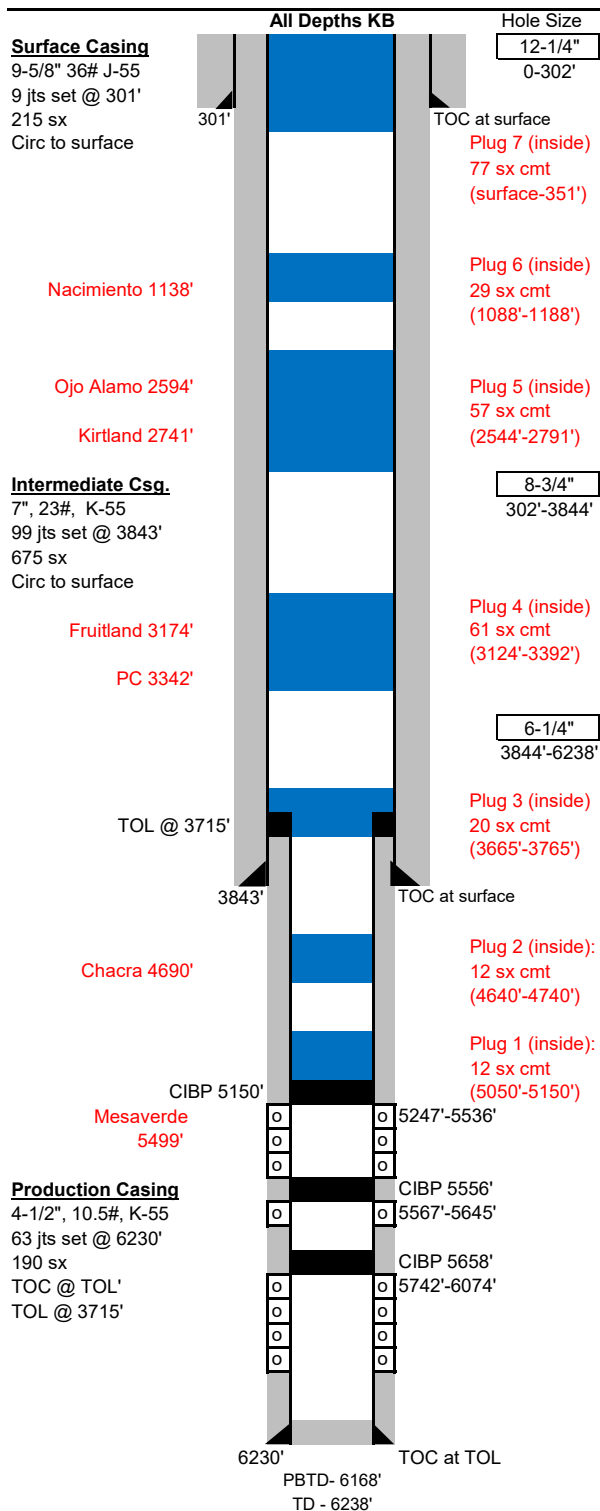 All Depths KB
Hole Size
Surface Casing
9-5/8" 36# J-55
9 jts set @ 301'
215 sx
Circ to surface
12-1/4"
0-302'
301'
TOC at surface
Plug 7 (inside)
77 sx cmt
(surface-351')
Nacimiento 1138'
Plug 6 (inside)
29 sx cmt
(1088'-1188')
Ojo Alamo 2594'
Kirtland 2741'
Plug 5 (inside)
57 sx cmt
(2544'-2791')
Intermediate Csg.
7", 23#, K-55
99 jts set @ 3843'
675 sx
Circ to surface
8-3/4"
302'-3844'
Fruitland 3174'
PC 3342'
Plug 4 (inside)
61 sx cmt
(3124'-3392')
6-1/4"
3844'-6238'
TOL @ 3715'
Plug 3 (inside)
20 sx cmt
(3665'-3765')
3843'
TOC at surface
Chacra 4690'
Plug 2 (inside):
12 sx cmt
(4640'-4740')
Plug 1 (inside):
12 sx cmt
(5050'-5150')
CIBP 5150'
Mesaverde
5499'
o o 5247'-5536'
o o
o o
Production Casing
4-1/2", 10.5#, K-55
63 jts set @ 6230'
190 sx
TOC @ TOL'
TOL @ 3715'
CIBP 5556'
o o 5567'-5645'
CIBP 5658'
o o 5742'-6074'
o o
o o
o o
6230'
TOC at TOL
PBTD- 6168'
TD - 6238'